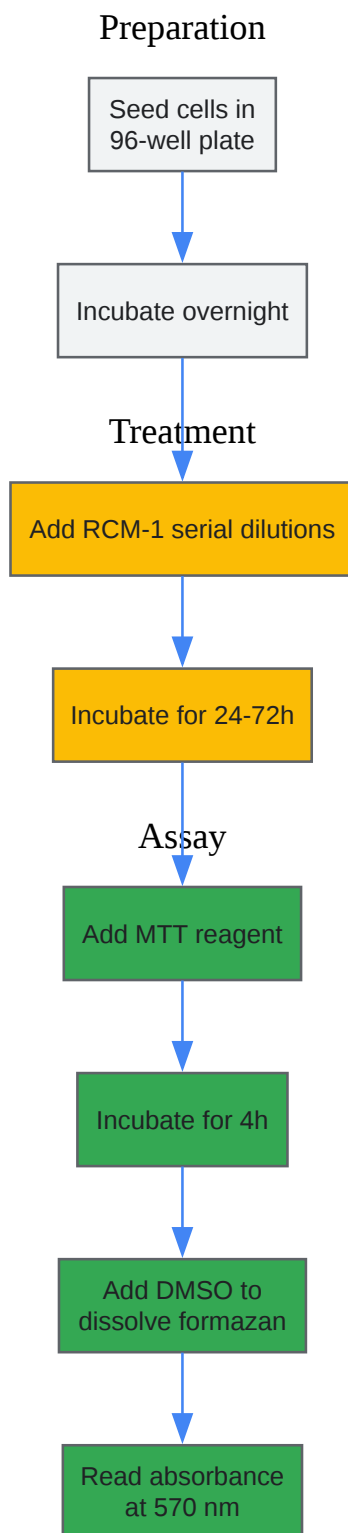 Preparation
Seed cells in
96-well plate
Incubate overnight
Treatment
Add RCM-1 serial dilutions
Incubate for 24-72h
Assay
Add MTT reagent
Incubate for 4h
Add DMSO to
dissolve formazan
Read absorbance
at 570 nm